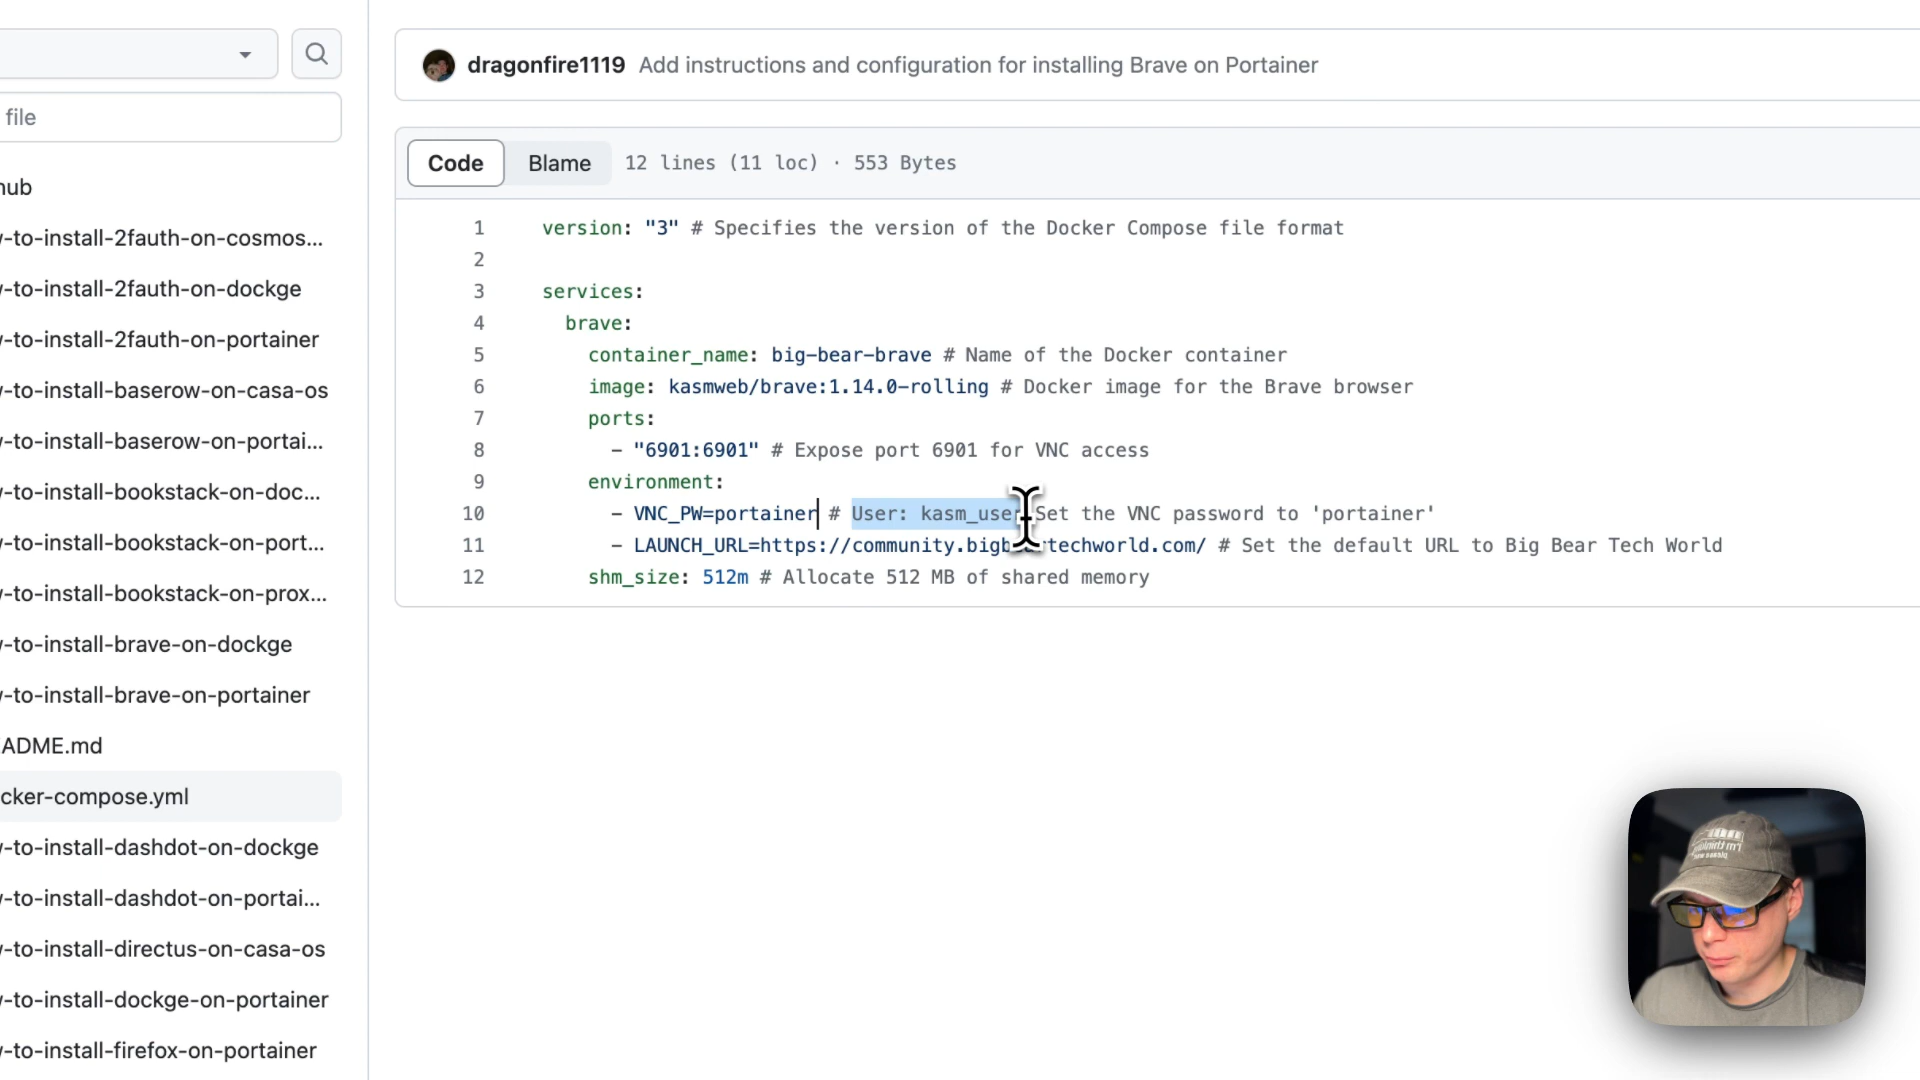 file
hub
-to-install-2fauth-on-cosmos...
-to-install-2fauth-on-dockge
-to-install-2fauth-on-portainer
-to-install-baserow-on-casa-os
-to-install-baserow-on-portai...
-to-install-bookstack-on-doc...
-to-install-bookstack-on-port...
-to-install-bookstack-on-prox...
-to-install-brave-on-dockge
-to-install-brave-on-portainer
ADME.md
cker-compose.yml
-to-install-dashdot-on-dockge
-to-install-dashdot-on-portai...
-to-install-directus-on-casa-os
-to-install-dockge-on-portainer
-to-install-firefox-on-portainer
dragonfire1119 Add instructions and configuration for installing Brave on Portainer
Code Blame 12 lines (11 loc) · 553 Bytes
1 version: "3" # Specifies the version of the Docker Compose file format
2
3 services:
4 brave:
5 container_name: big-bear-brave # Name of the Docker container
6 image: kasmweb/brave:1.14.0-rolling # Docker image for the Brave browser
7 ports:
8 - "6901:6901" # Expose port 6901 for VNC access
9 environment:
10 - VNC_PW=portainer # User: kasm_user Set the VNC password to 'portainer'
11 - LAUNCH_URL=https://community.bigbeartechworld.com/ # Set the default URL to Big Bear Tech World
12 shm_size: 512m # Allocate 512 MB of shared memory